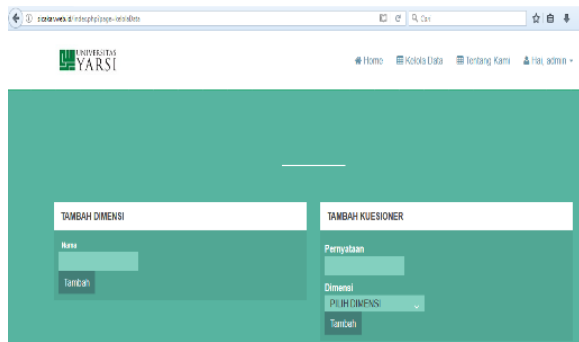 UNIVERSITAS
YARSI
Home
Kelola Data
Tentang Kami
Hai, admin
TAMBAH DIMENSI
Nama
Tambah
TAMBAH KUESIONER
Pernyataan
Dimensi
PILIH DIMENSI
Tambah